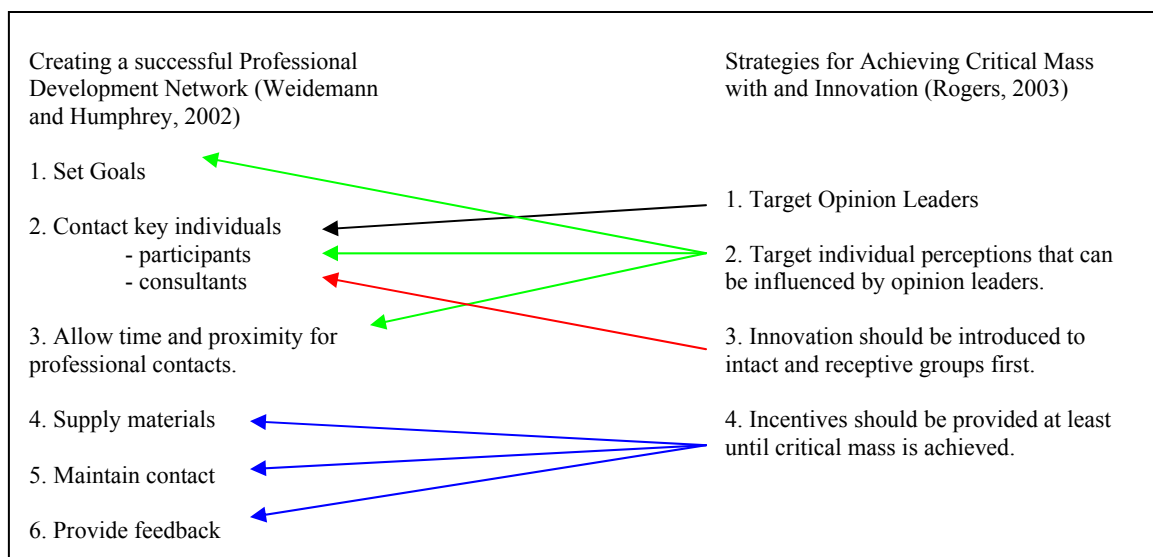 Creating a successful Professional
Development Network (Weidemann
and Humphrey, 2002)
1. Set Goals
2. Contact key individuals
- participants
- consultants
3. Allow time and proximity for
professional contacts.
4. Supply materials
5. Maintain contact
6. Provide feedback
Strategies for Achieving Critical Mass
with and Innovation (Rogers, 2003)
1. Target Opinion Leaders
2. Target individual perceptions that can
be influenced by opinion leaders.
3. Innovation should be introduced to
intact and receptive groups first.
4. Incentives should be provided at least
until critical mass is achieved.